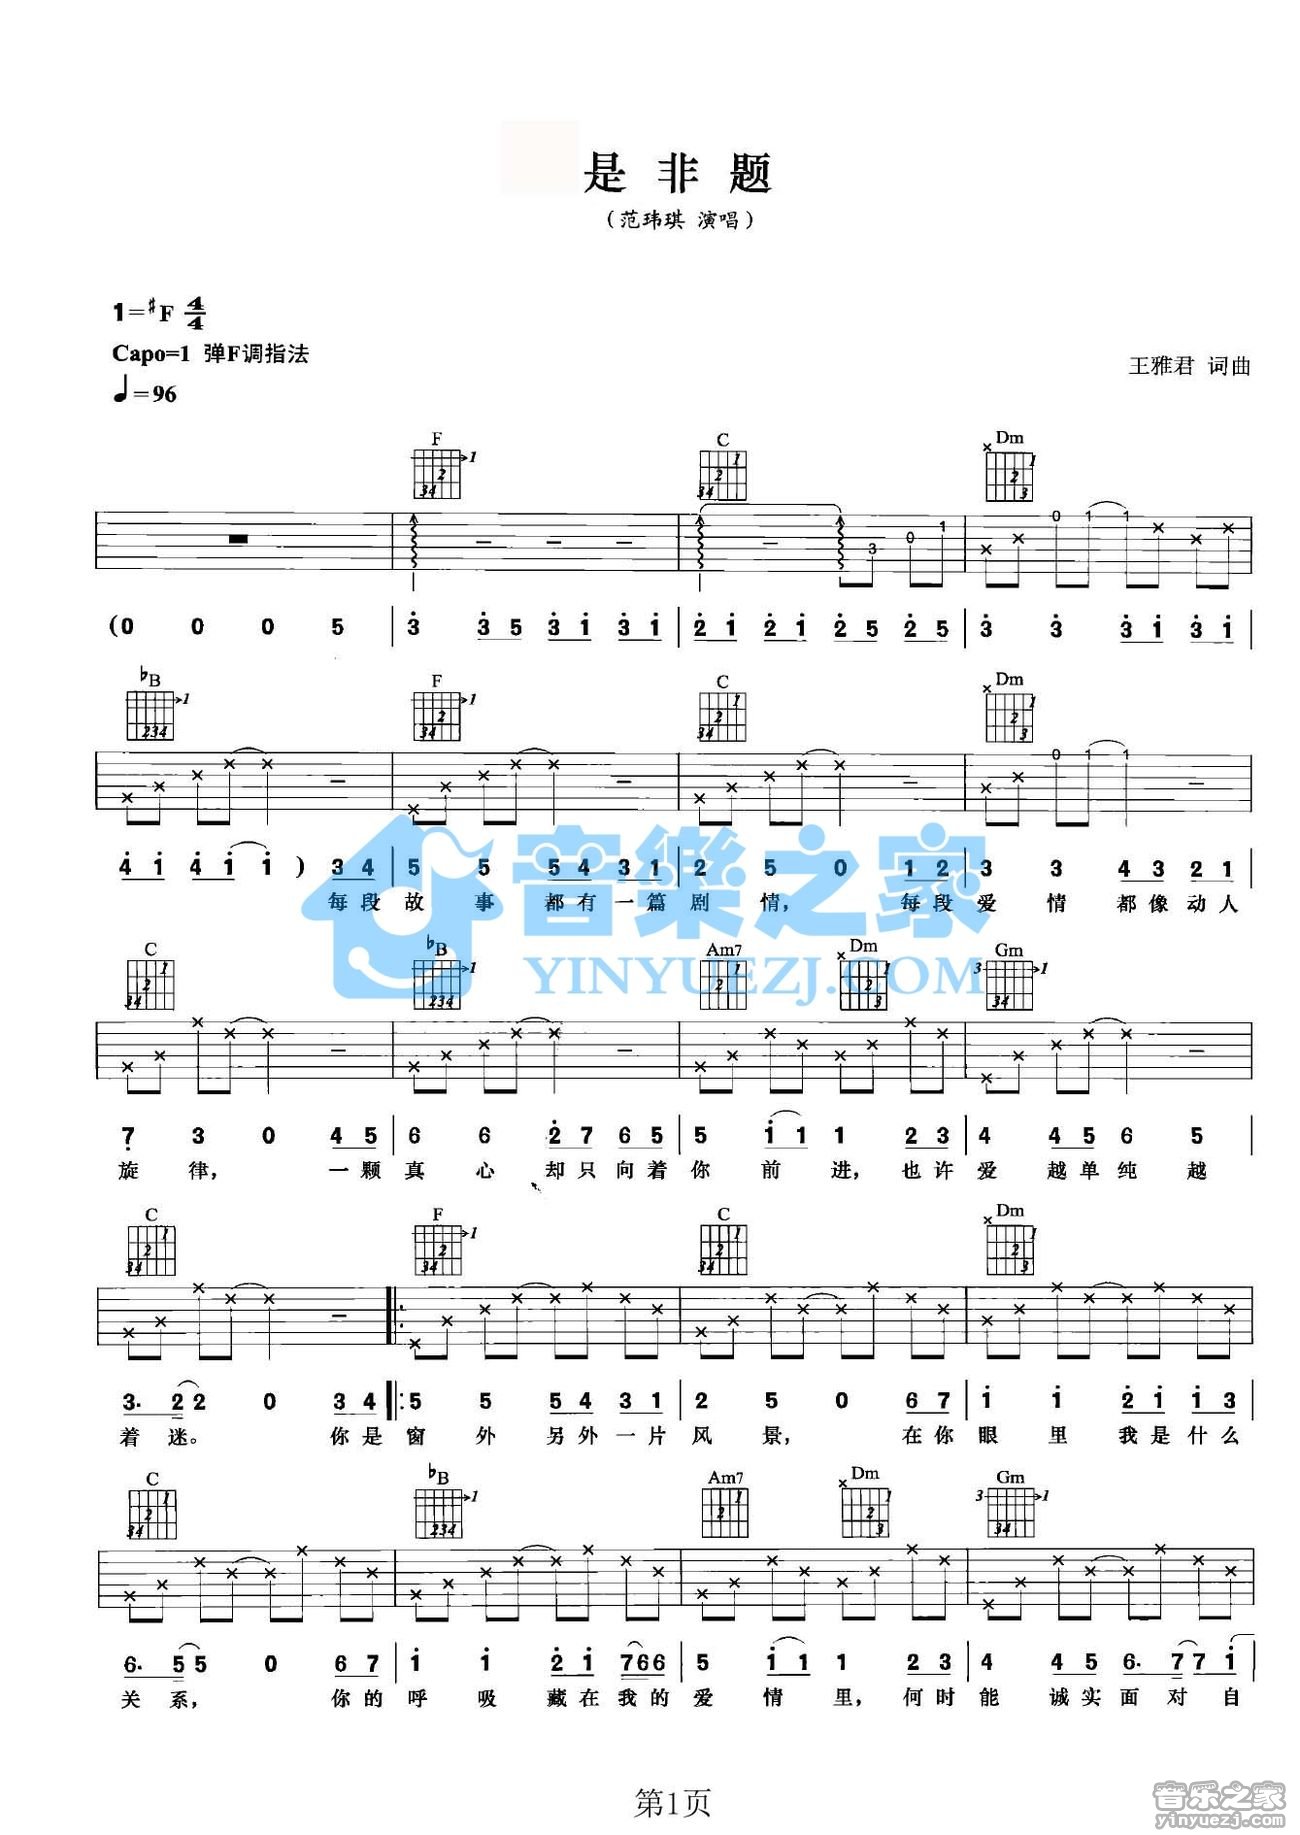 是非题
（范玮琪 演唱）
1=♯F 4/4
Capo=1 弹F调指法
♩=96
王雅君 词曲
F C Dm
(0 0 0 5 | 3 3 5 3 1 3 1 | 2 1 2 1 2 5 2 5 | 3 3 3 1 3 1 |
♭B F C Dm
4 1 4 1 1 ) 3 4 | 5 5 5 4 3 1 | 2 5 0 1 2 | 3 3 4 3 2 1 |
每段 故 事 都有一篇 剧 情， 每段 爱 情 都像动人
音樂之家
YINYUEZJ.COM
C ♭B Am7 Dm Gm
7 3 0 4 5 | 6 6 2 7 6 5 | 5 1 1 1 2 3 | 4 4 5 6 5
旋 律， 一颗 真 心 却只向着 你 前 进， 也许 爱 越单纯 越
C F C Dm
3· 2 2 0 3 4 | 5 5 5 4 3 1 | 2 5 0 6 7 | 1 1 2 1 1 3 |
着 迷。 你是 窗 外 另外一片 风 景， 在你 眼 里 我是什么
C ♭B Am7 Dm Gm
6· 5 5 0 6 7 | 1 1 2 1 7 6 6 | 5 1 1 1 2 3 | 4 4 5 6· 7 7 1 |
关 系， 你的 呼 吸 藏在我的 爱 情 里， 何时 能 诚实面 对 自
第1页
音乐之家
yinyuezj.com